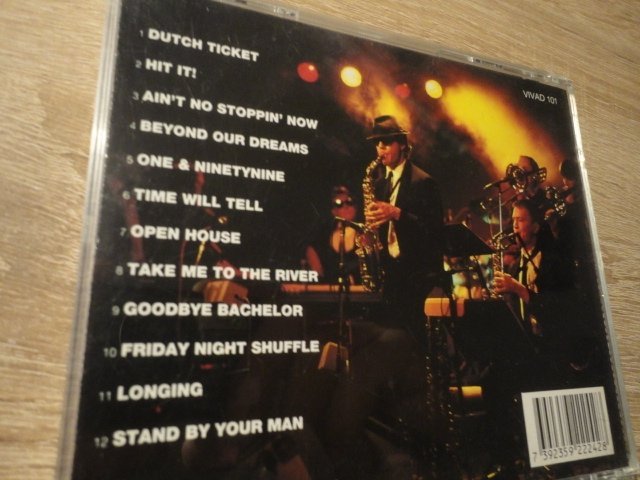 1 DUTCH TICKET
2 HIT IT!
3 AIN'T NO STOPPIN' NOW
4 BEYOND OUR DREAMS
5 ONE & NINETYNINE
6 TIME WILL TELL
7 OPEN HOUSE
8 TAKE ME TO THE RIVER
9 GOODBYE BACHELOR
10 FRIDAY NIGHT SHUFFLE
11 LONGING
12 STAND BY YOUR MAN
VIVAD 101
7 392359 222428